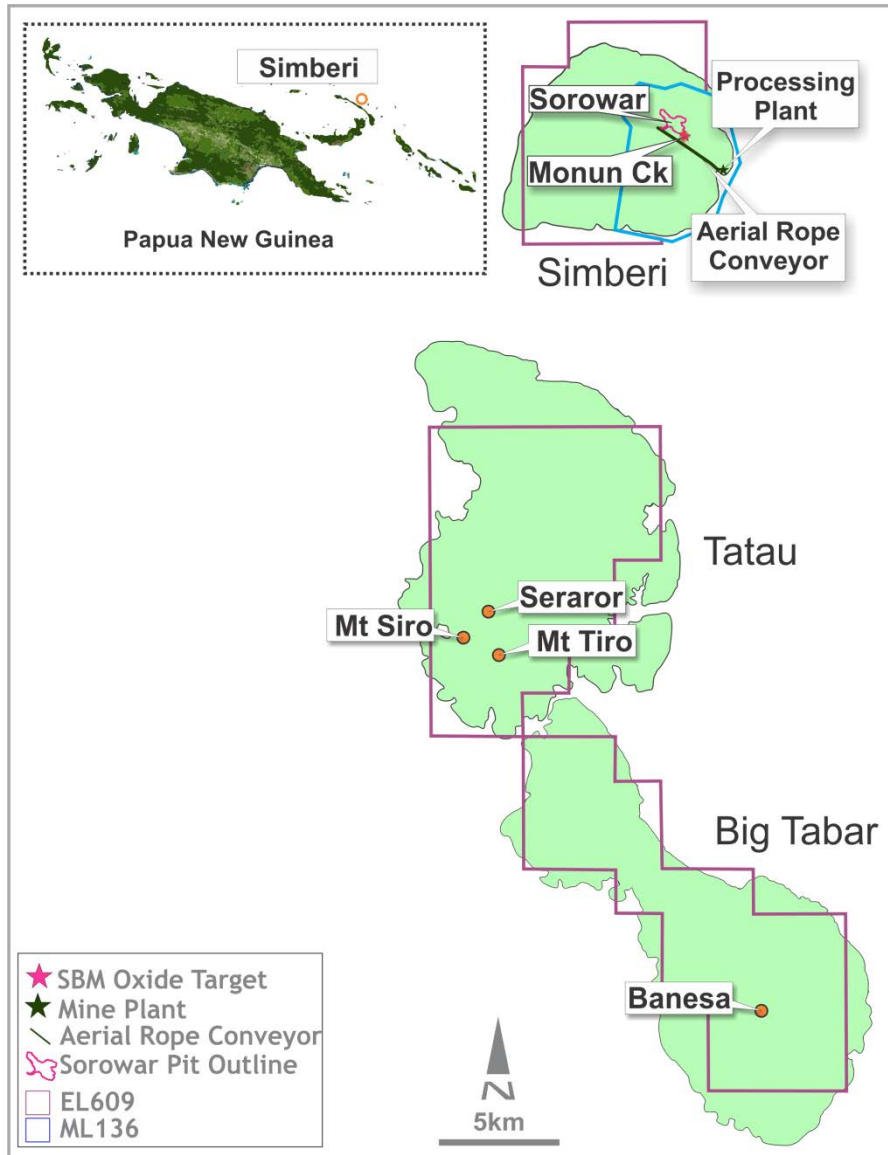 Simberi
Papua New Guinea
Sorowar
Processing
Plant
Monun Ck
Aerial Rope
Conveyor
Simberi
Tatau
Seraror
Mt Siro
Mt Tiro
Big Tabar
Banesa
SBM Oxide Target
Mine Plant
Aerial Rope Conveyor
Sorowar Pit Outline
EL609
ML136
N
5km